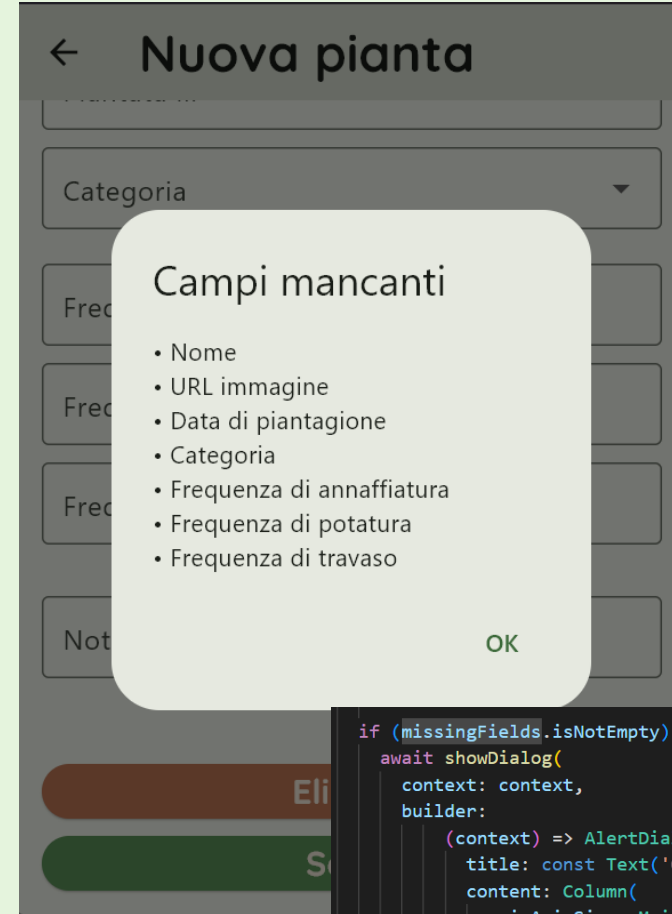 Nuova pianta
Categoria
Campi mancanti
• Nome
• URL immagine
• Data di piantagione
• Categoria
• Frequenza di annaffiatura
• Frequenza di potatura
• Frequenza di travaso
OK
if (missingFields.isNotEmpty)
await showDialog(
context: context,
builder:
(context) => AlertDia
title: const Text('
content: Column(